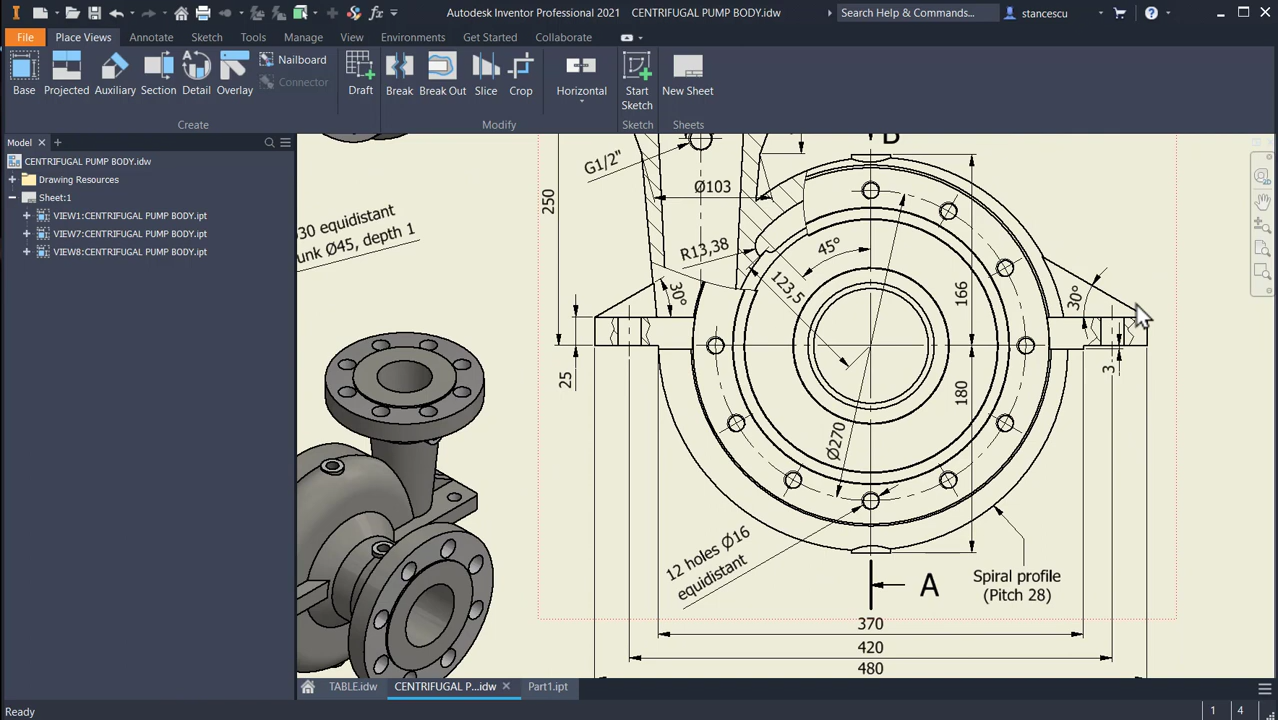 Autodesk Inventor Professional 2021 CENTRIFUGAL PUMP BODY.idw
Search Help & Commands...
stancescu
File Place Views Annotate Sketch Tools Manage View Environments Get Started Collaborate
Base
Projected
Auxiliary
Section
Detail
Overlay
Nailboard
Connector
Draft
Break
Break Out
Slice
Crop
Horizontal
Start
Sketch
New Sheet
Create
Modify
Sketch
Sheets
Model
CENTRIFUGAL PUMP BODY.idw
Drawing Resources
Sheet:1
VIEW1:CENTRIFUGAL PUMP BODY.ipt
VIEW7:CENTRIFUGAL PUMP BODY.ipt
VIEW8:CENTRIFUGAL PUMP BODY.ipt
Ø30 equidistant
unk Ø45, depth 1
B
G1/2"
Ø103
250
R13,38
45°
123,5
30°
166
30°
25
3
180
Ø270
12 holes Ø16
equidistant
A
Spiral profile
(Pitch 28)
370
420
480
TABLE.idw
CENTRIFUGAL P...idw
Part1.ipt
Ready
1 4